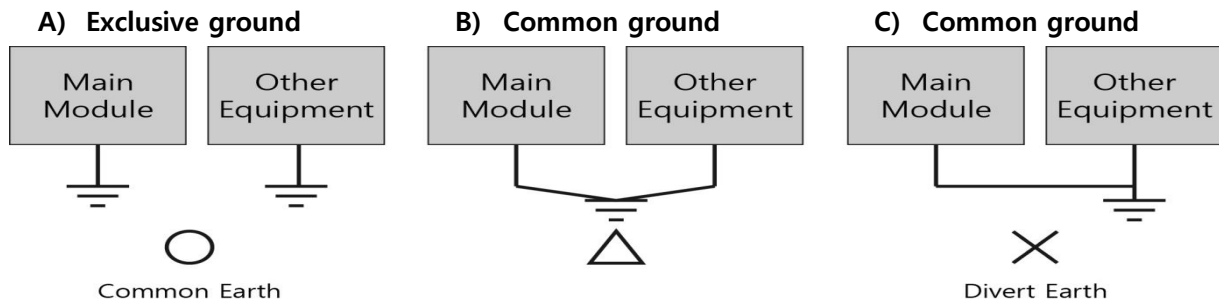 A) Exclusive ground
Main
Module
Other
Equipment
Common Earth
B) Common ground
Main
Module
Other
Equipment
C) Common ground
Main
Module
Other
Equipment
Divert Earth